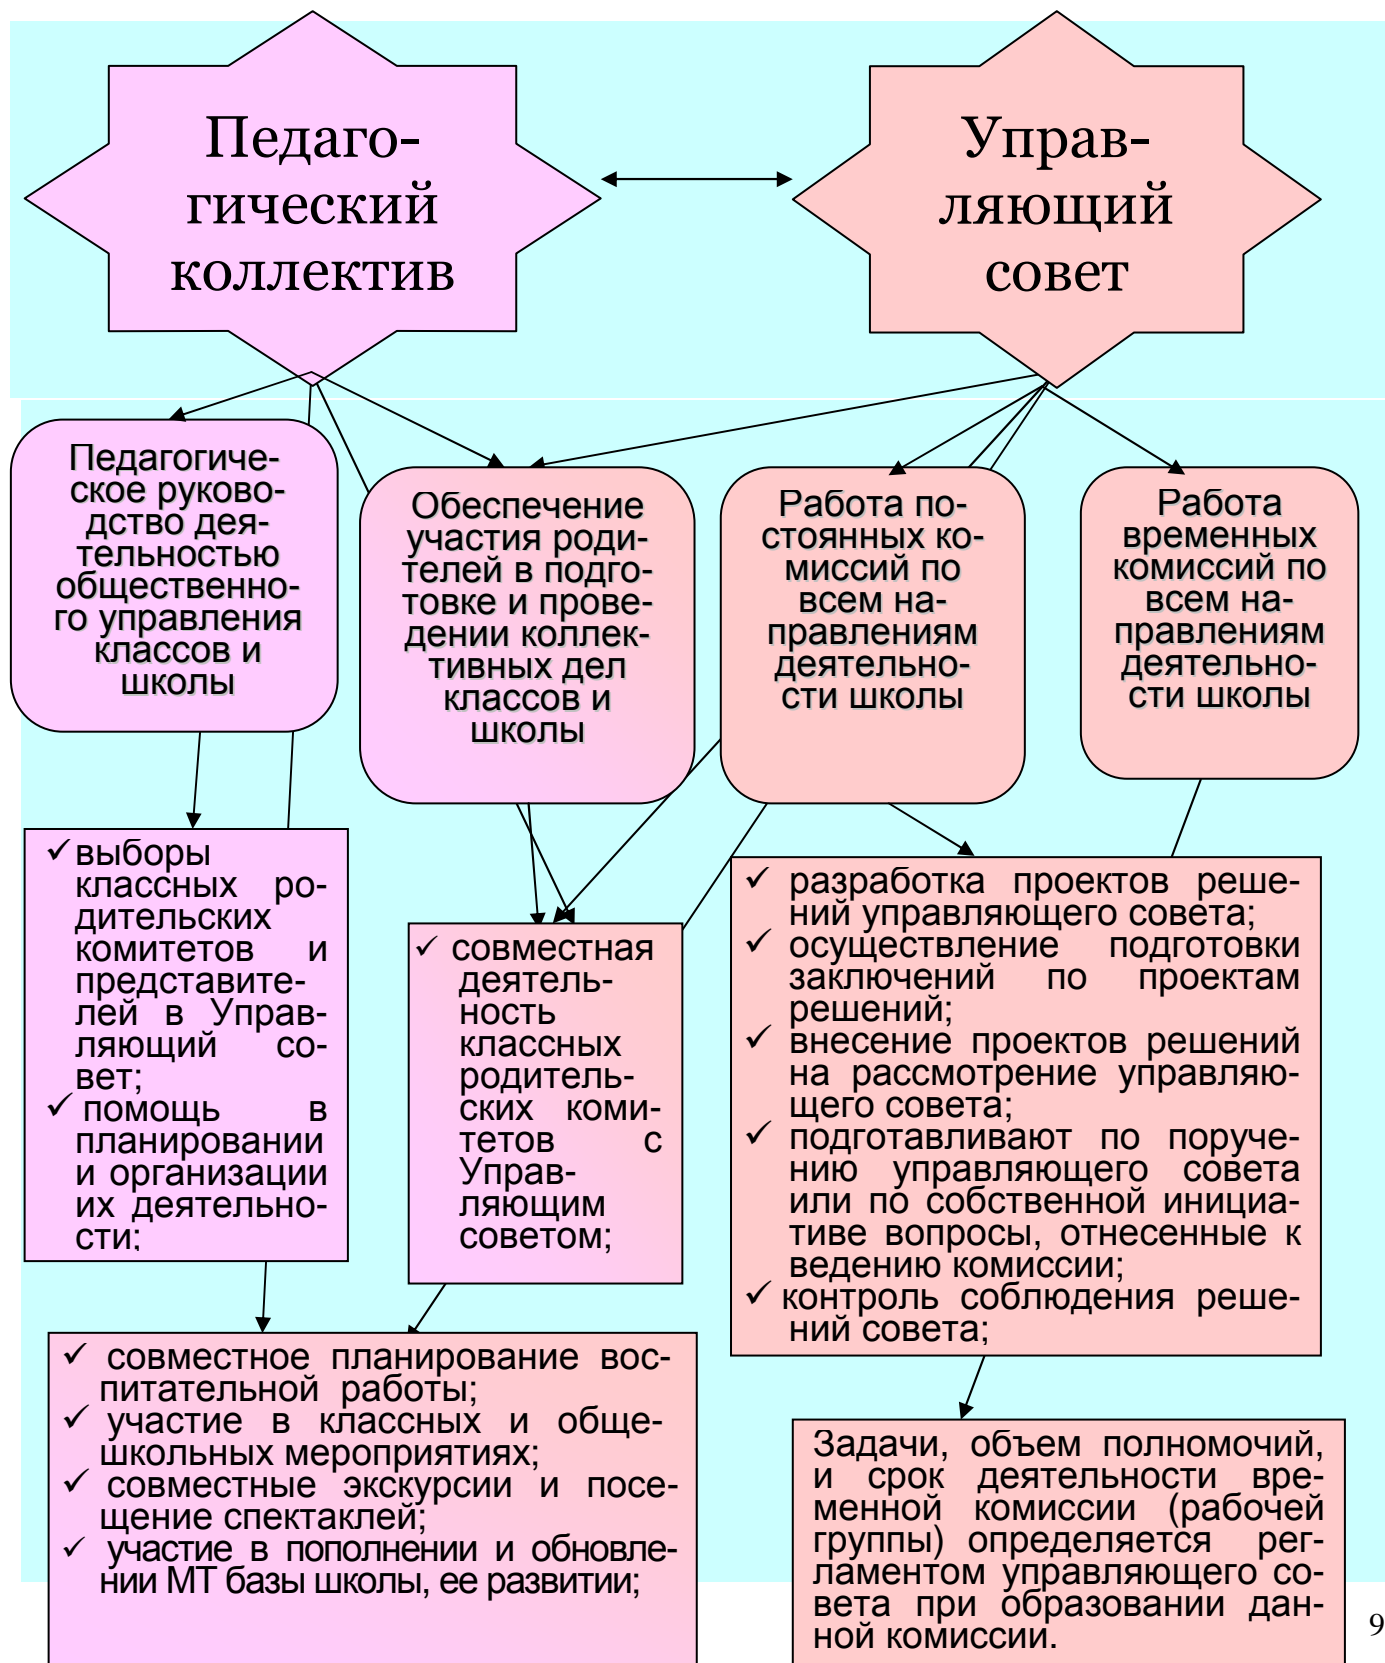 Педаго-
гический
коллектив
Управ-
ляющий
совет
Педагогиче-
ское руково-
дство дея-
тельностью
общественно-
го управления
классов и
школы
Обеспечение
участия роди-
телей в подго-
товке и прове-
дении коллек-
тивных дел
классов и
школы
Работа по-
стоянных ко-
миссий по
всем на-
правлениям
деятельно-
сти школы
Работа
временных
комиссий по
всем на-
правлениям
деятельно-
сти школы
✓ выборы
классных ро-
дительских
комитетов и
представите-
лей в Управ-
ляющий со-
вет;
✓ помощь в
планировании
и организации
их деятельно-
сти;
✓ совместная
деятель-
ность
классных
родитель-
ских коми-
тетов с
Управ-
ляющим
советом;
✓ разработка проектов реше-
ний управляющего совета;
✓ осуществление подготовки
заключений по проектам
решений;
✓ внесение проектов решений
на рассмотрение управляю-
щего совета;
✓ подготавливают по поруче-
нию управляющего совета
или по собственной инициа-
тиве вопросы, отнесенные к
ведению комиссии;
✓ контроль соблюдения реше-
ний совета;
✓ совместное планирование вос-
питательной работы;
✓ участие в классных и обще-
школьных мероприятиях;
✓ совместные экскурсии и посе-
щение спектаклей;
✓ участие в пополнении и обновле-
нии МТ базы школы, ее развитии;
Задачи, объем полномочий,
и срок деятельности вре-
менной комиссии (рабочей
группы) определяется рег-
ламентом управляющего со-
вета при образовании дан-
ной комиссии.
9